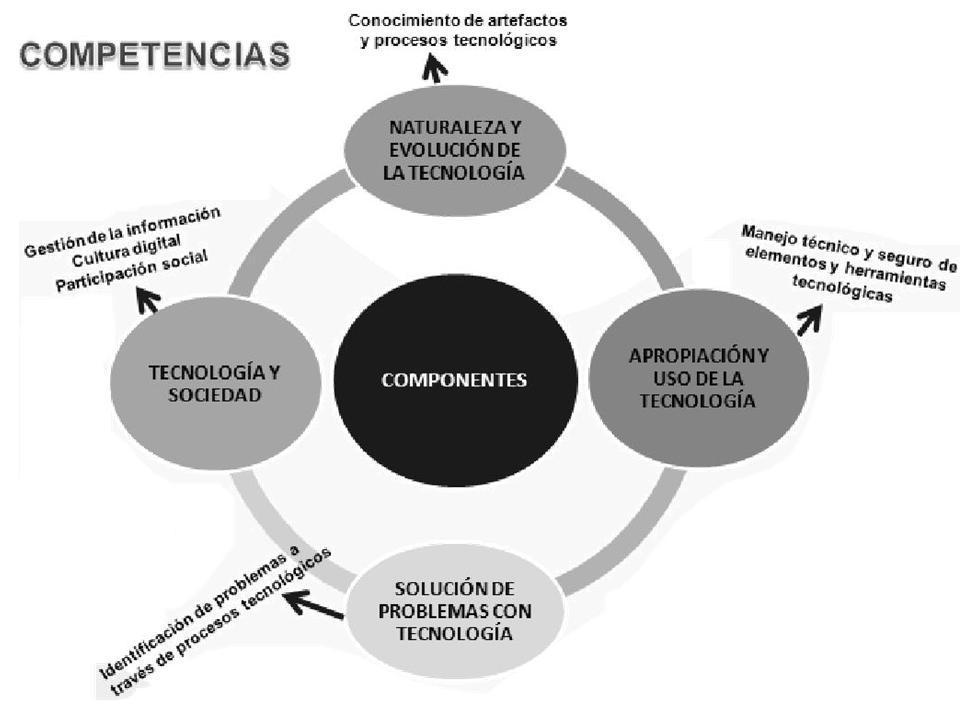 COMPETENCIAS
Conocimiento de artefactos
y procesos tecnológicos
NATURALEZA Y
EVOLUCIÓN DE
LA TECNOLOGÍA
Gestión de la información
Cultura digital
Participación social
Manejo técnico y seguro de
elementos y herramientas
tecnológicas
TECNOLOGÍA Y
SOCIEDAD
COMPONENTES
APROPIACIÓN Y
USO DE LA
TECNOLOGÍA
Identificación de problemas a
través de procesos tecnológicos
SOLUCIÓN DE
PROBLEMAS CON
TECNOLOGÍA